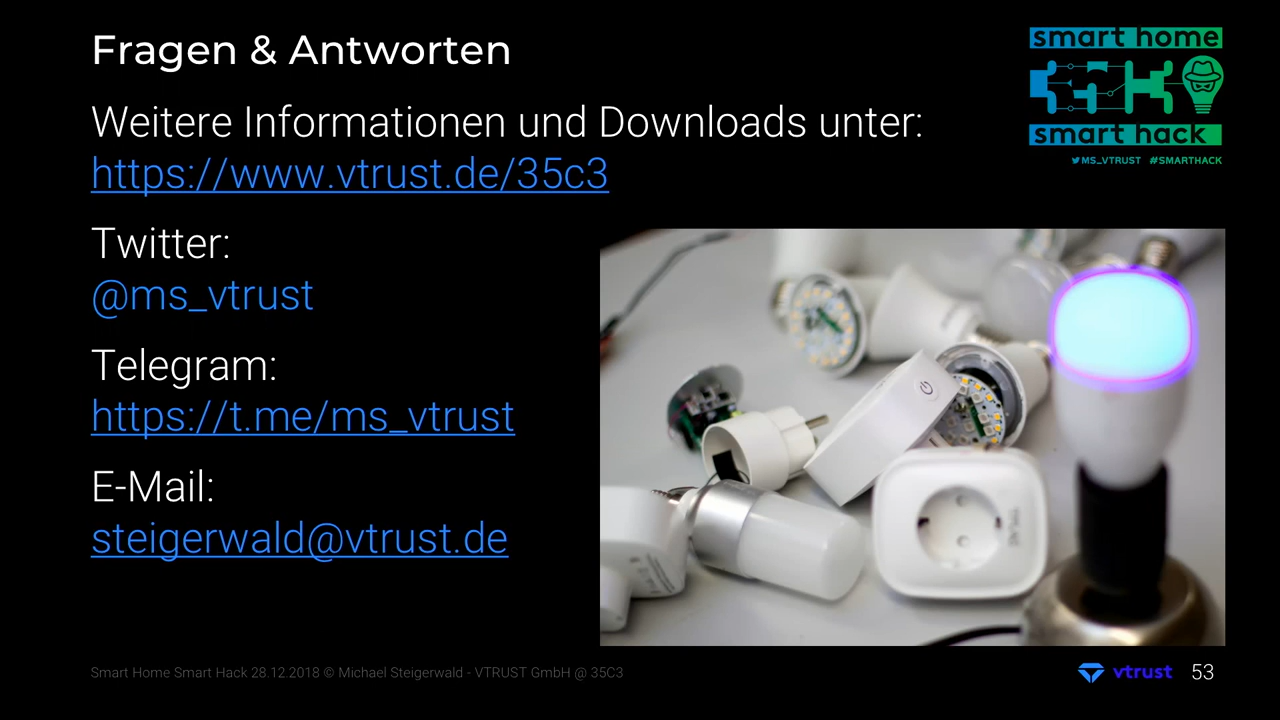 Fragen & Antworten
smart home
35C3
smart hack
MS_VTRUST #SMARTHACK
Weitere Informationen und Downloads unter:
https://www.vtrust.de/35c3
Twitter:
@ms_vtrust
Telegram:
https://t.me/ms_vtrust
E-Mail:
steigerwald@vtrust.de
Smart Home Smart Hack 28.12.2018 © Michael Steigerwald - VTRUST GmbH @ 35C3
vtrust 53